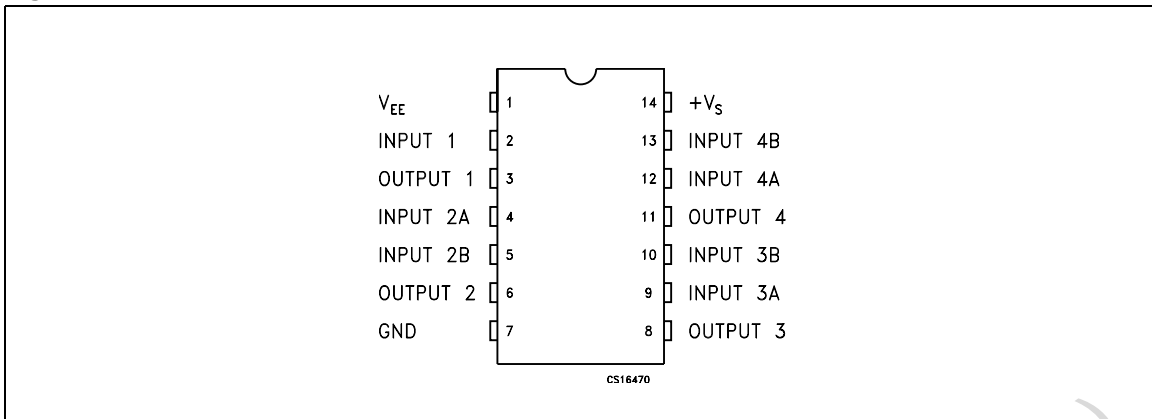 V_EE 1 14 +V_S
INPUT 1 2 13 INPUT 4B
OUTPUT 1 3 12 INPUT 4A
INPUT 2A 4 11 OUTPUT 4
INPUT 2B 5 10 INPUT 3B
OUTPUT 2 6 9 INPUT 3A
GND 7 8 OUTPUT 3
CS16470